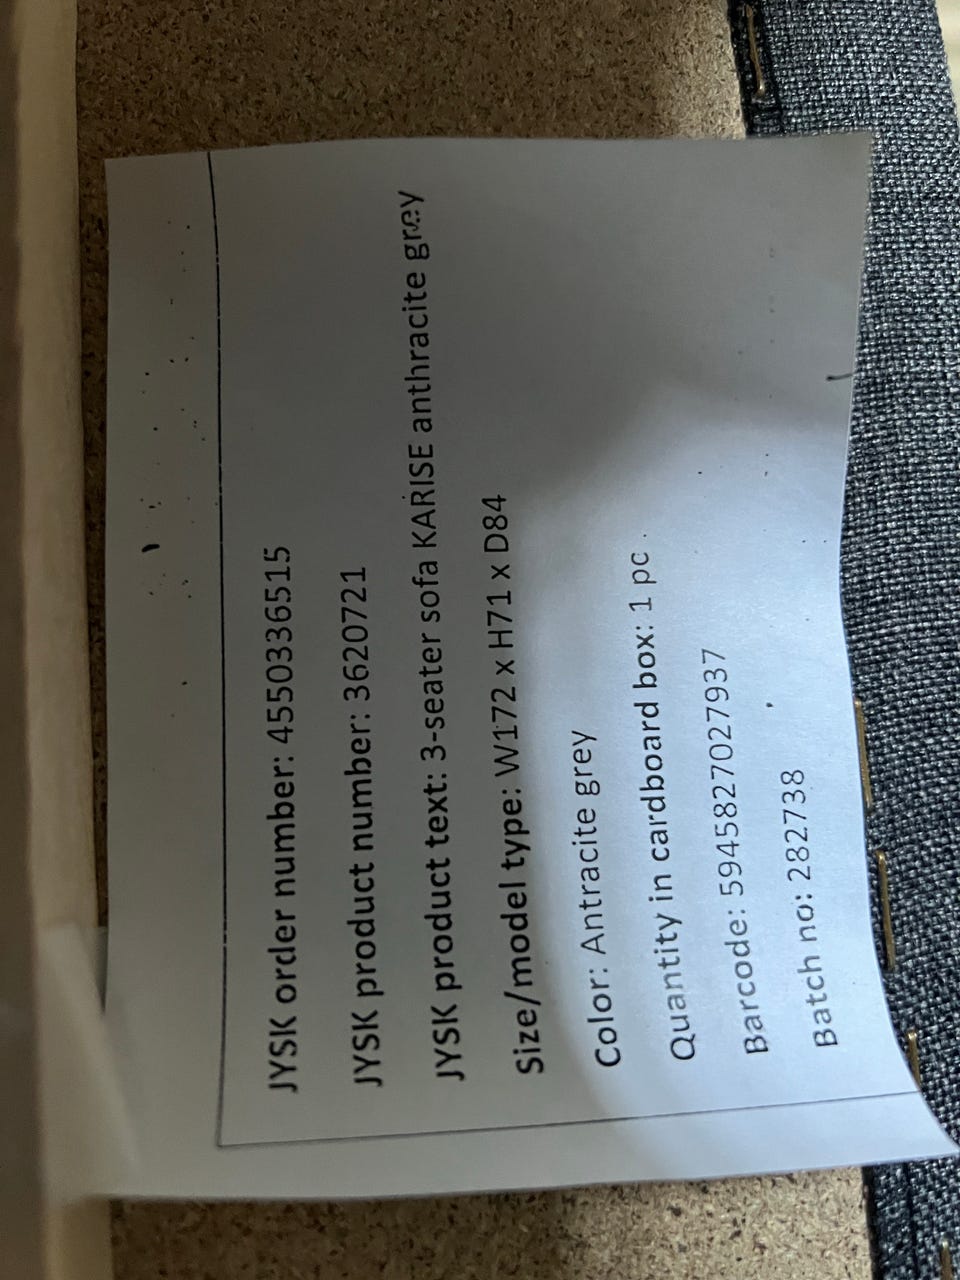 JYSK order number: 4550336515
JYSK product number: 3620721
JYSK product text: 3-seater sofa KARISE anthracite grey
Size/model type: W172 x H71 x D84
Color: Antracite grey
Quantity in cardboard box: 1 pc
Barcode: 5945827027937
Batch no: 282738